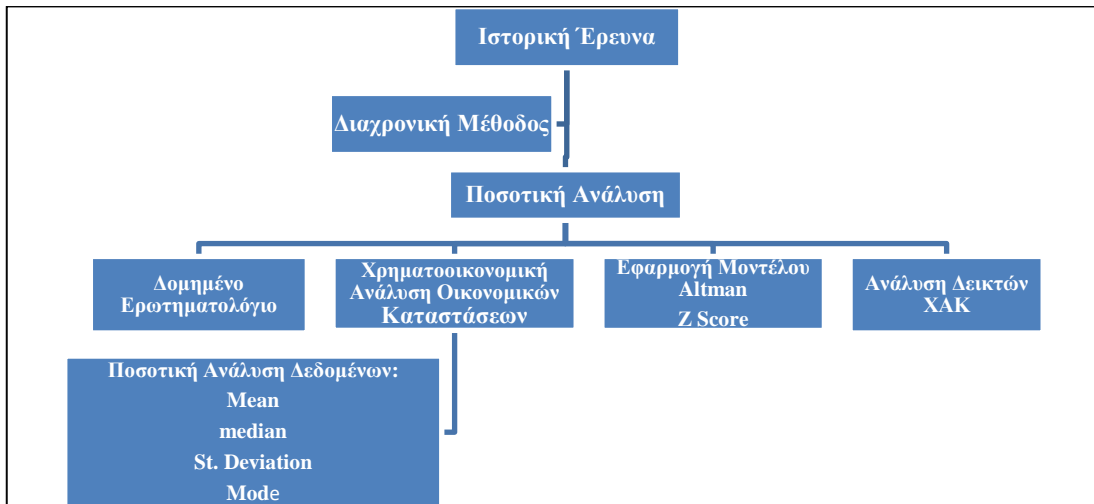 Ιστορική Έρευνα
Διαχρονική Μέθοδος
Ποσοτική Ανάλυση
Δομημένο
Ερωτηματολόγιο
Χρηματοοικονομική
Ανάλυση Οικονομικών
Καταστάσεων
Εφαρμογή Μοντέλου
Altman
Z Score
Ανάλυση Δεικτών
ΧΑΚ
Ποσοτική Ανάλυση Δεδομένων:
Mean
median
St. Deviation
Mode